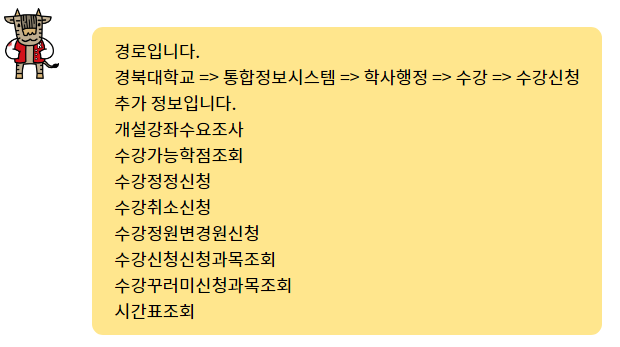 경로입니다.
경북대학교 => 통합정보시스템 => 학사행정 => 수강 => 수강신청
추가 정보입니다.
개설강좌수요조사
수강가능학점조회
수강정정신청
수강취소신청
수강정원변경원신청
수강신청신청과목조회
수강꾸러미신청과목조회
시간표조회